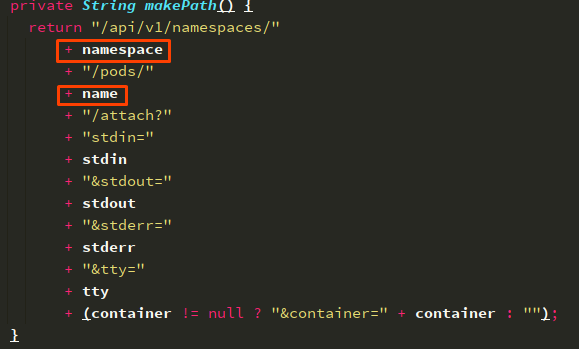 private String makePath() {
return "/api/v1/namespaces/"
+ namespace
+ "/pods/"
+ name
+ "/attach?"
+ "stdin="
+ stdin
+ "&stdout="
+ stdout
+ "&stderr="
+ stderr
+ "&tty="
+ tty
+ (container != null ? "&container=" + container : "");
}